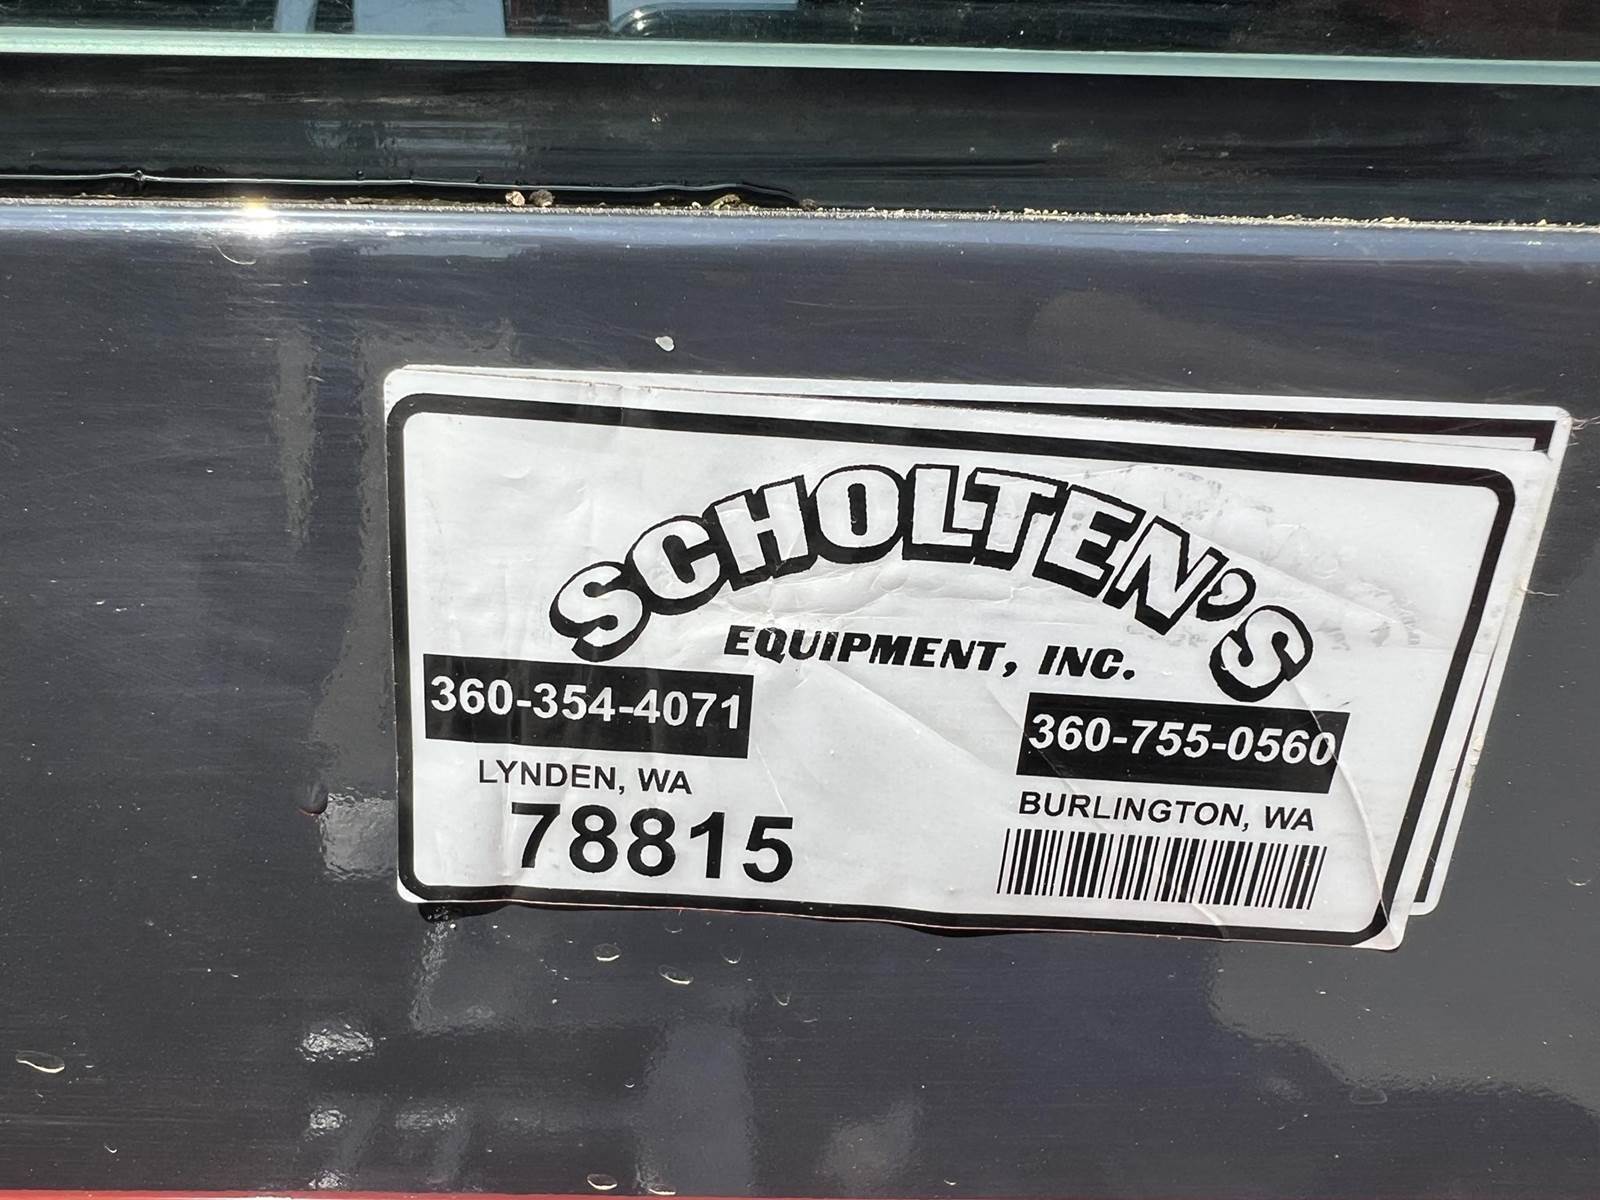 SCHOLTEN'S
EQUIPMENT, INC.
360-354-4071
LYNDEN, WA
78815
360-755-0560
BURLINGTON, WA